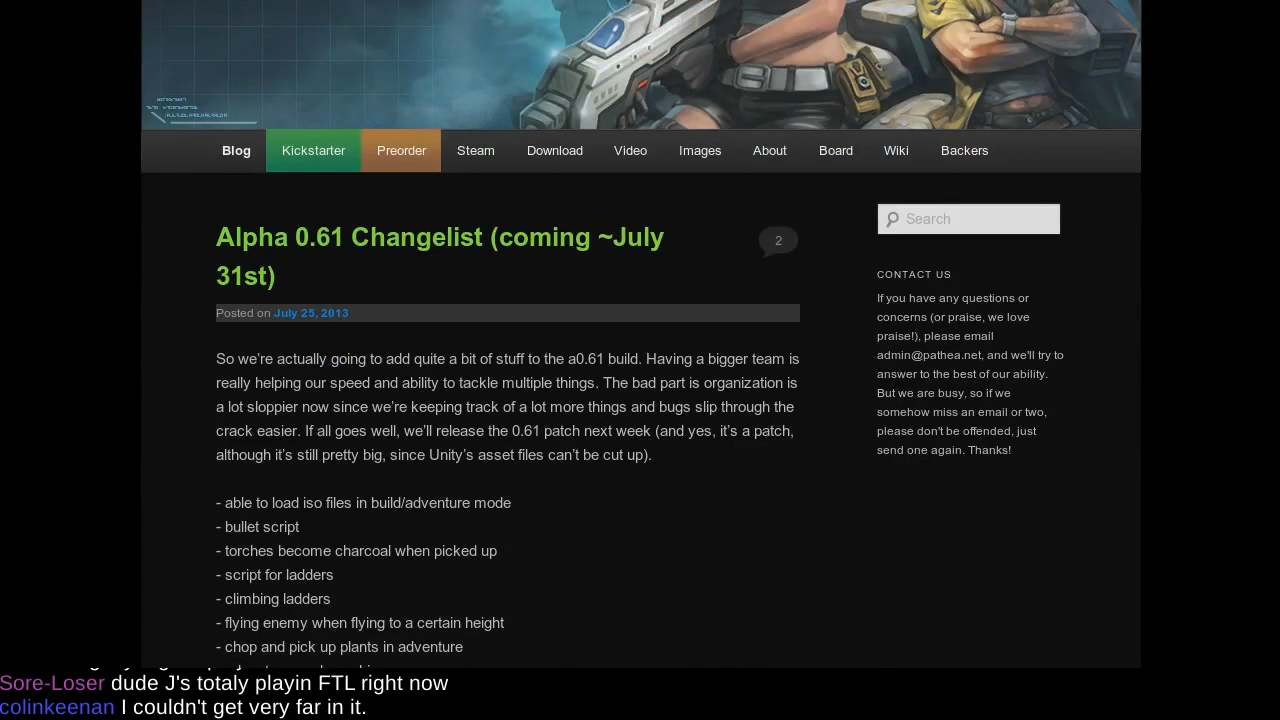 Blog Kickstarter Preorder Steam Download Video Images About Board Wiki Backers
Alpha 0.61 Changelist (coming ~July
31st)
2
Posted on July 25, 2013
So we're actually going to add quite a bit of stuff to the a0.61 build. Having a bigger team is
really helping our speed and ability to tackle multiple things. The bad part is organization is
a lot sloppier now since we're keeping track of a lot more things and bugs slip through the
crack easier. If all goes well, we'll release the 0.61 patch next week (and yes, it's a patch,
although it's still pretty big, since Unity's asset files can't be cut up).
- able to load iso files in build/adventure mode
- bullet script
- torches become charcoal when picked up
- script for ladders
- climbing ladders
- flying enemy when flying to a certain height
- chop and pick up plants in adventure
Search
CONTACT US
If you have any questions or
concerns (or praise, we love
praise!), please email
admin@pathea.net, and we'll try to
answer to the best of our ability.
But we are busy, so if we
somehow miss an email or two,
please don't be offended, just
send one again. Thanks!
Sore-Loser dude J's totaly playin FTL right now
colinkeenan I couldn't get very far in it.